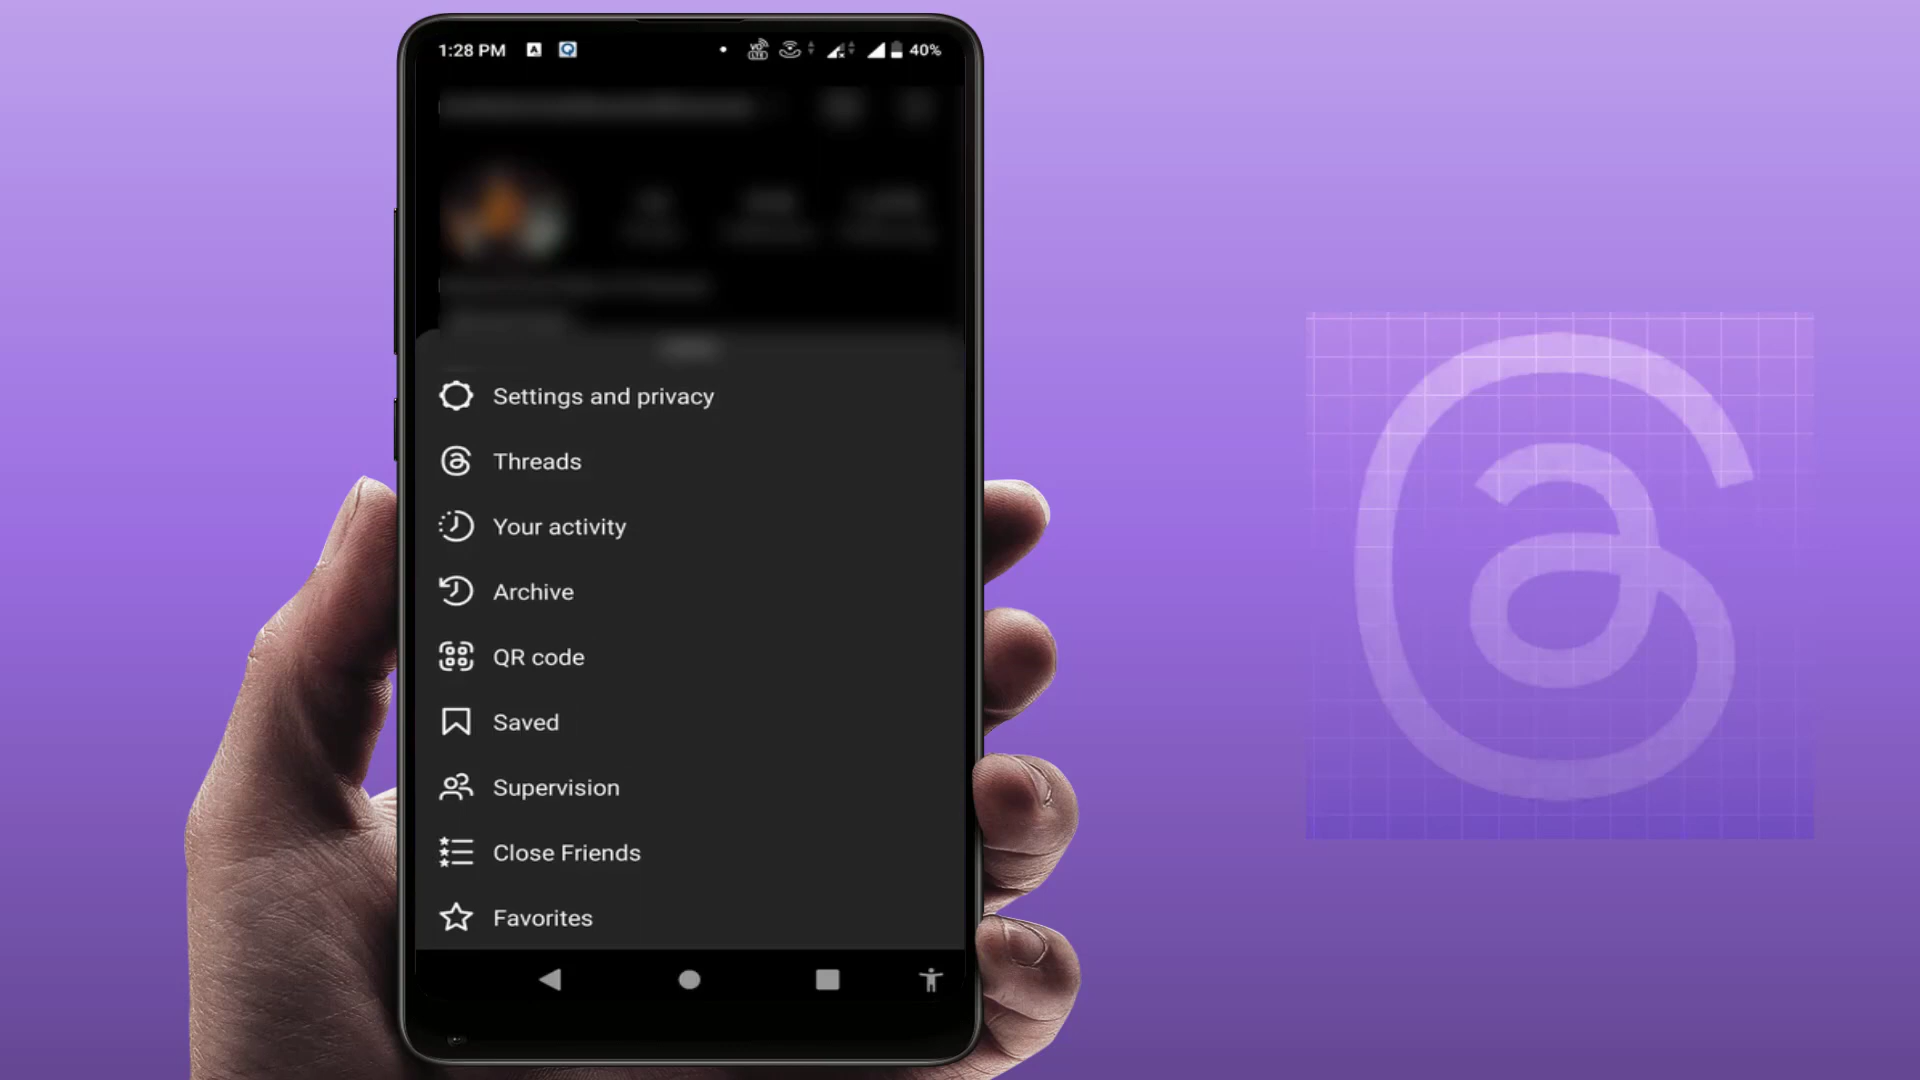 1:28 PM
40%
Settings and privacy
Threads
Your activity
Archive
QR code
Saved
Supervision
Close Friends
Favorites